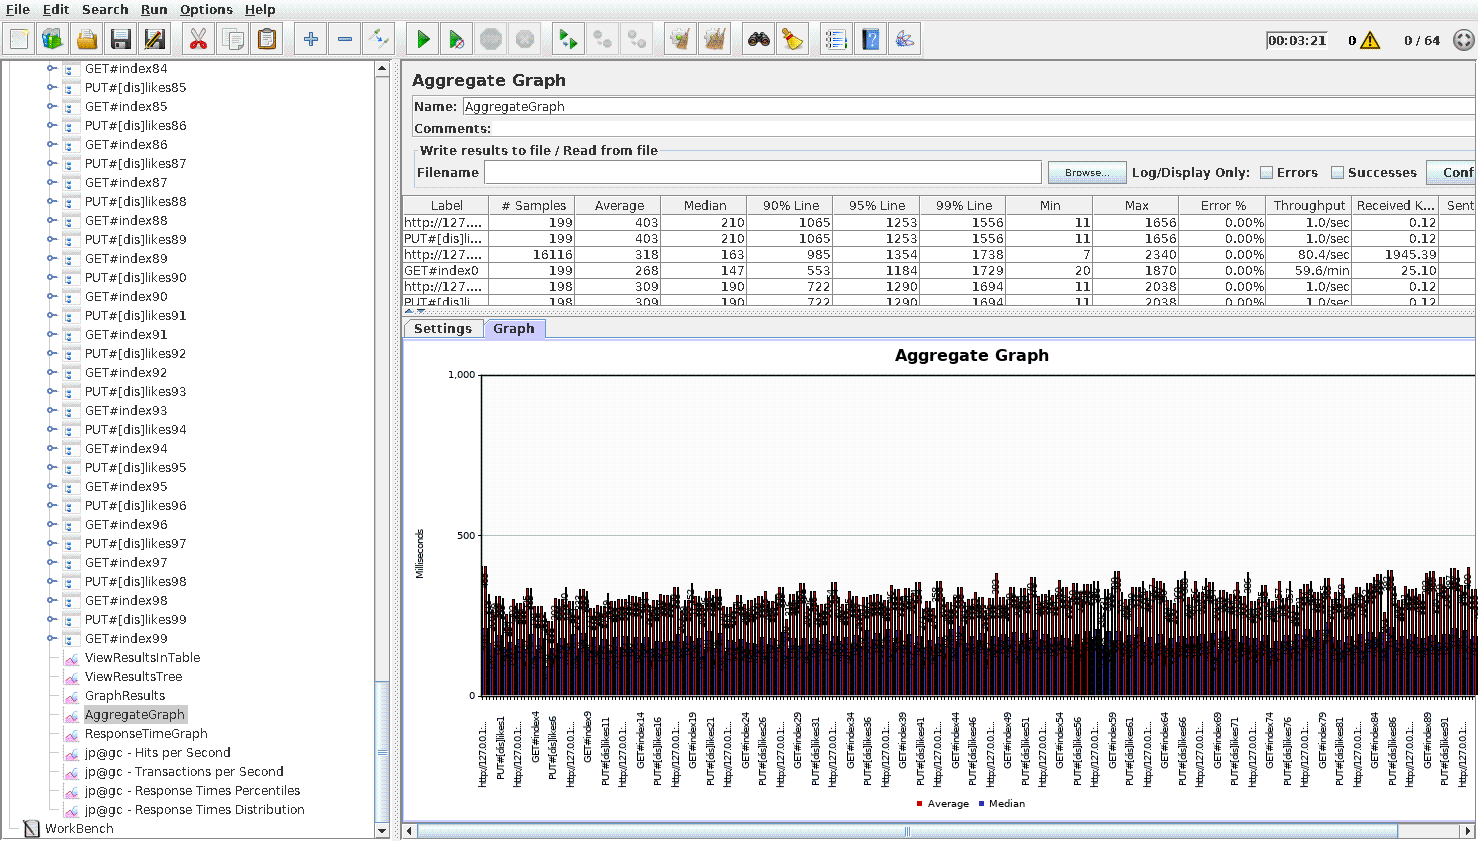 File Edit Search Run Options Help
00:03:21 0 0 / 64
GET#index84
PUT#[dis]likes85
GET#index85
PUT#[dis]likes86
GET#index86
PUT#[dis]likes87
GET#index87
PUT#[dis]likes88
GET#index88
PUT#[dis]likes89
GET#index89
PUT#[dis]likes90
GET#index90
PUT#[dis]likes91
GET#index91
PUT#[dis]likes92
GET#index92
PUT#[dis]likes93
GET#index93
PUT#[dis]likes94
GET#index94
PUT#[dis]likes95
GET#index95
PUT#[dis]likes96
GET#index96
PUT#[dis]likes97
GET#index97
PUT#[dis]likes98
GET#index98
PUT#[dis]likes99
GET#index99
ViewResultsInTable
ViewResultsTree
GraphResults
AggregateGraph
ResponseTimeGraph
jp@gc - Hits per Second
jp@gc - Transactions per Second
jp@gc - Response Times Percentiles
jp@gc - Response Times Distribution
WorkBench
Aggregate Graph
Name: AggregateGraph
Comments:
Write results to file / Read from file
Filename Browse... Log/Display Only: Errors Successes Conf
Label # Samples Average Median 90% Line 95% Line 99% Line Min Max Error % Throughput Received K... Sent
http://127.... 199 403 210 1065 1253 1556 11 1656 0.00% 1.0/sec 0.12
PUT#[dis]li... 199 403 210 1065 1253 1556 11 1656 0.00% 1.0/sec 0.12
http://127.... 16116 318 163 985 1354 1738 7 2340 0.00% 80.4/sec 1945.39
GET#index0 199 268 147 553 1184 1729 20 1870 0.00% 59.6/min 25.10
http://127.... 198 309 190 722 1290 1694 11 2038 0.00% 1.0/sec 0.12
PUT#[dis]li... 198 309 190 722 1290 1694 11 2038 0.00% 1.0/sec 0.12
Settings Graph
Aggregate Graph
1,000
500
0
Milliseconds
http://127.0.0.1:...
PUT#[dis]likes1
http://127.0.0.1:...
GET#index4
PUT#[dis]likes6
http://127.0.0.1:...
GET#index9
PUT#[dis]likes11
http://127.0.0.1:...
GET#index14
PUT#[dis]likes16
http://127.0.0.1:...
GET#index19
PUT#[dis]likes21
http://127.0.0.1:...
GET#index24
PUT#[dis]likes26
http://127.0.0.1:...
GET#index29
PUT#[dis]likes31
http://127.0.0.1:...
GET#index34
PUT#[dis]likes36
http://127.0.0.1:...
GET#index39
PUT#[dis]likes41
http://127.0.0.1:...
GET#index44
PUT#[dis]likes46
http://127.0.0.1:...
GET#index49
PUT#[dis]likes51
http://127.0.0.1:...
GET#index54
PUT#[dis]likes56
http://127.0.0.1:...
GET#index59
PUT#[dis]likes61
http://127.0.0.1:...
GET#index64
PUT#[dis]likes66
http://127.0.0.1:...
GET#index69
PUT#[dis]likes71
http://127.0.0.1:...
GET#index74
PUT#[dis]likes76
http://127.0.0.1:...
GET#index79
PUT#[dis]likes81
http://127.0.0.1:...
GET#index84
PUT#[dis]likes86
http://127.0.0.1:...
GET#index89
PUT#[dis]likes91
http://127.0.0.1:...
Average Median